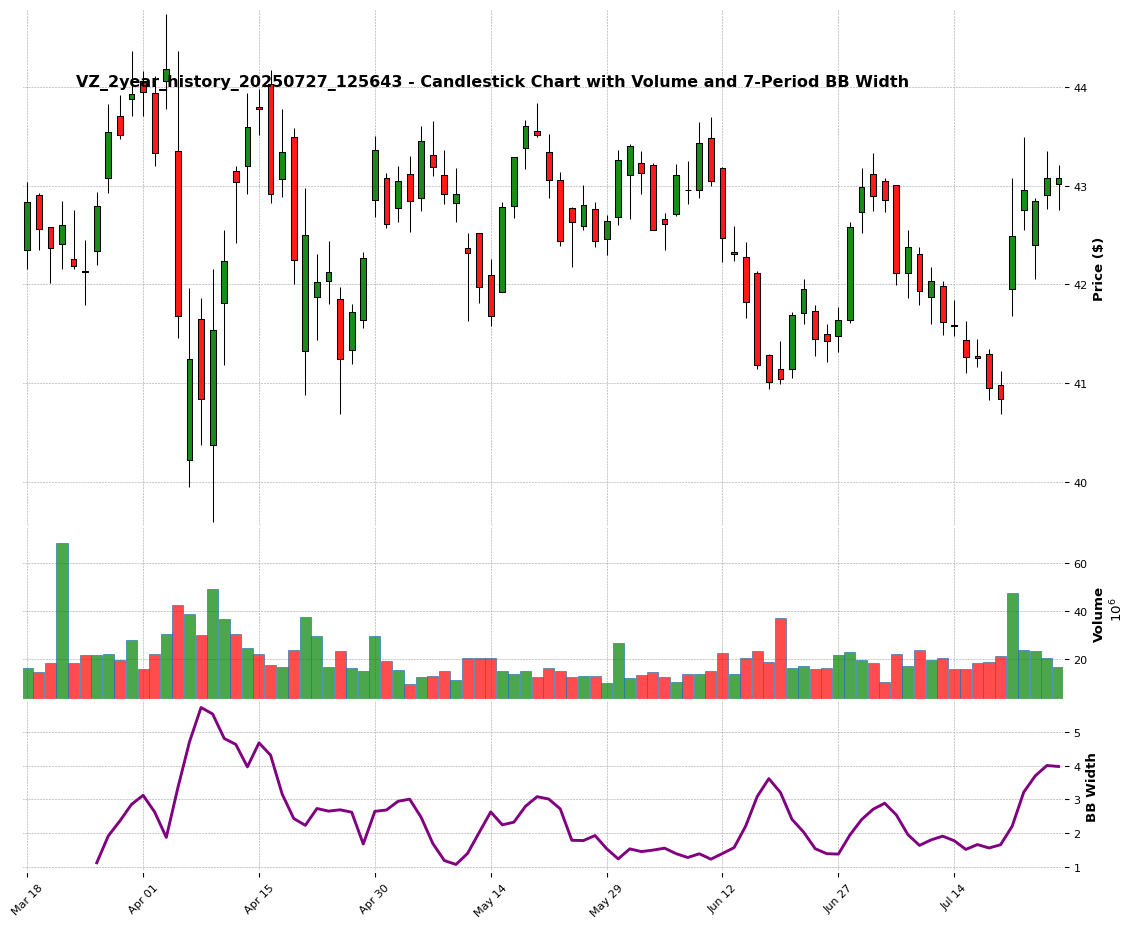 VZ_2year_history_20250727_125643 - Candlestick Chart with Volume and 7-Period BB Width
44
43
42
41
40
Price ($)
60
40
20
Volume
10^6
5
4
3
2
1
BB Width
Mar 18
Apr 01
Apr 15
Apr 30
May 14
May 29
Jun 12
Jun 27
Jul 14